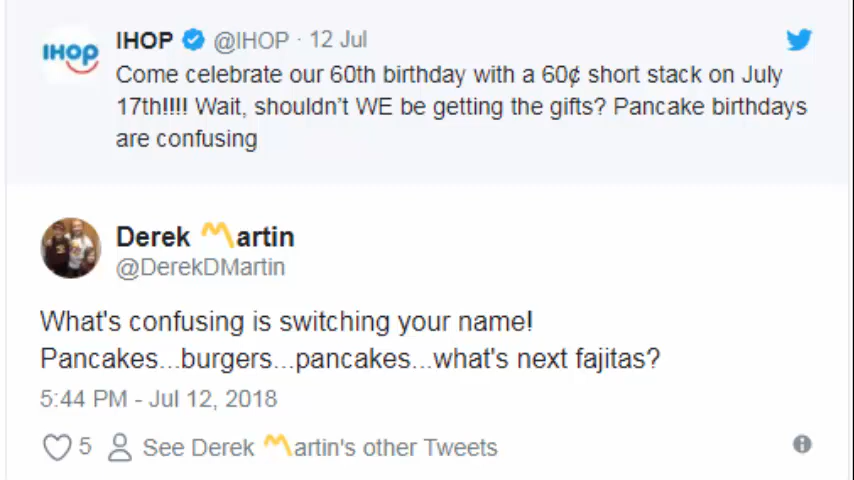 IHOP
IHOP @IHOP · 12 Jul
Come celebrate our 60th birthday with a 60¢ short stack on July
17th!!!! Wait, shouldn’t WE be getting the gifts? Pancake birthdays
are confusing
Derek 〽️artin
@DerekDMartin
What's confusing is switching your name!
Pancakes...burgers...pancakes...what's next fajitas?
5:44 PM - Jul 12, 2018
5 See Derek 〽️artin's other Tweets